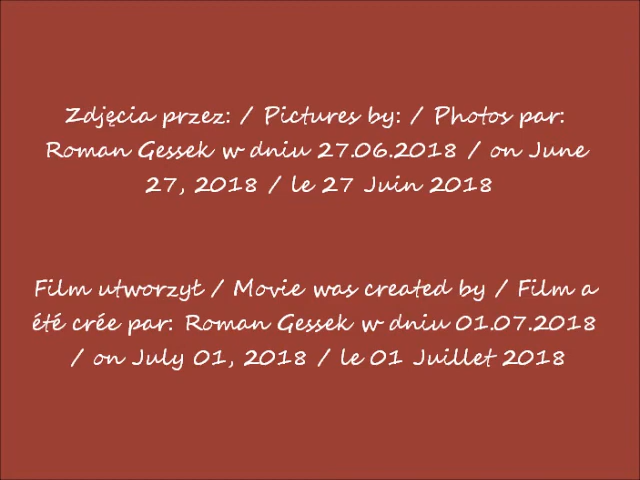 Zdjęcia przez: / Pictures by: / Photos par:
Roman Gessek w dniu 27.06.2018 / on June
27, 2018 / le 27 Juin 2018
Film utworzył / Movie was created by / Film a
été crée par: Roman Gessek w dniu 01.07.2018
/ on July 01, 2018 / le 01 Juillet 2018